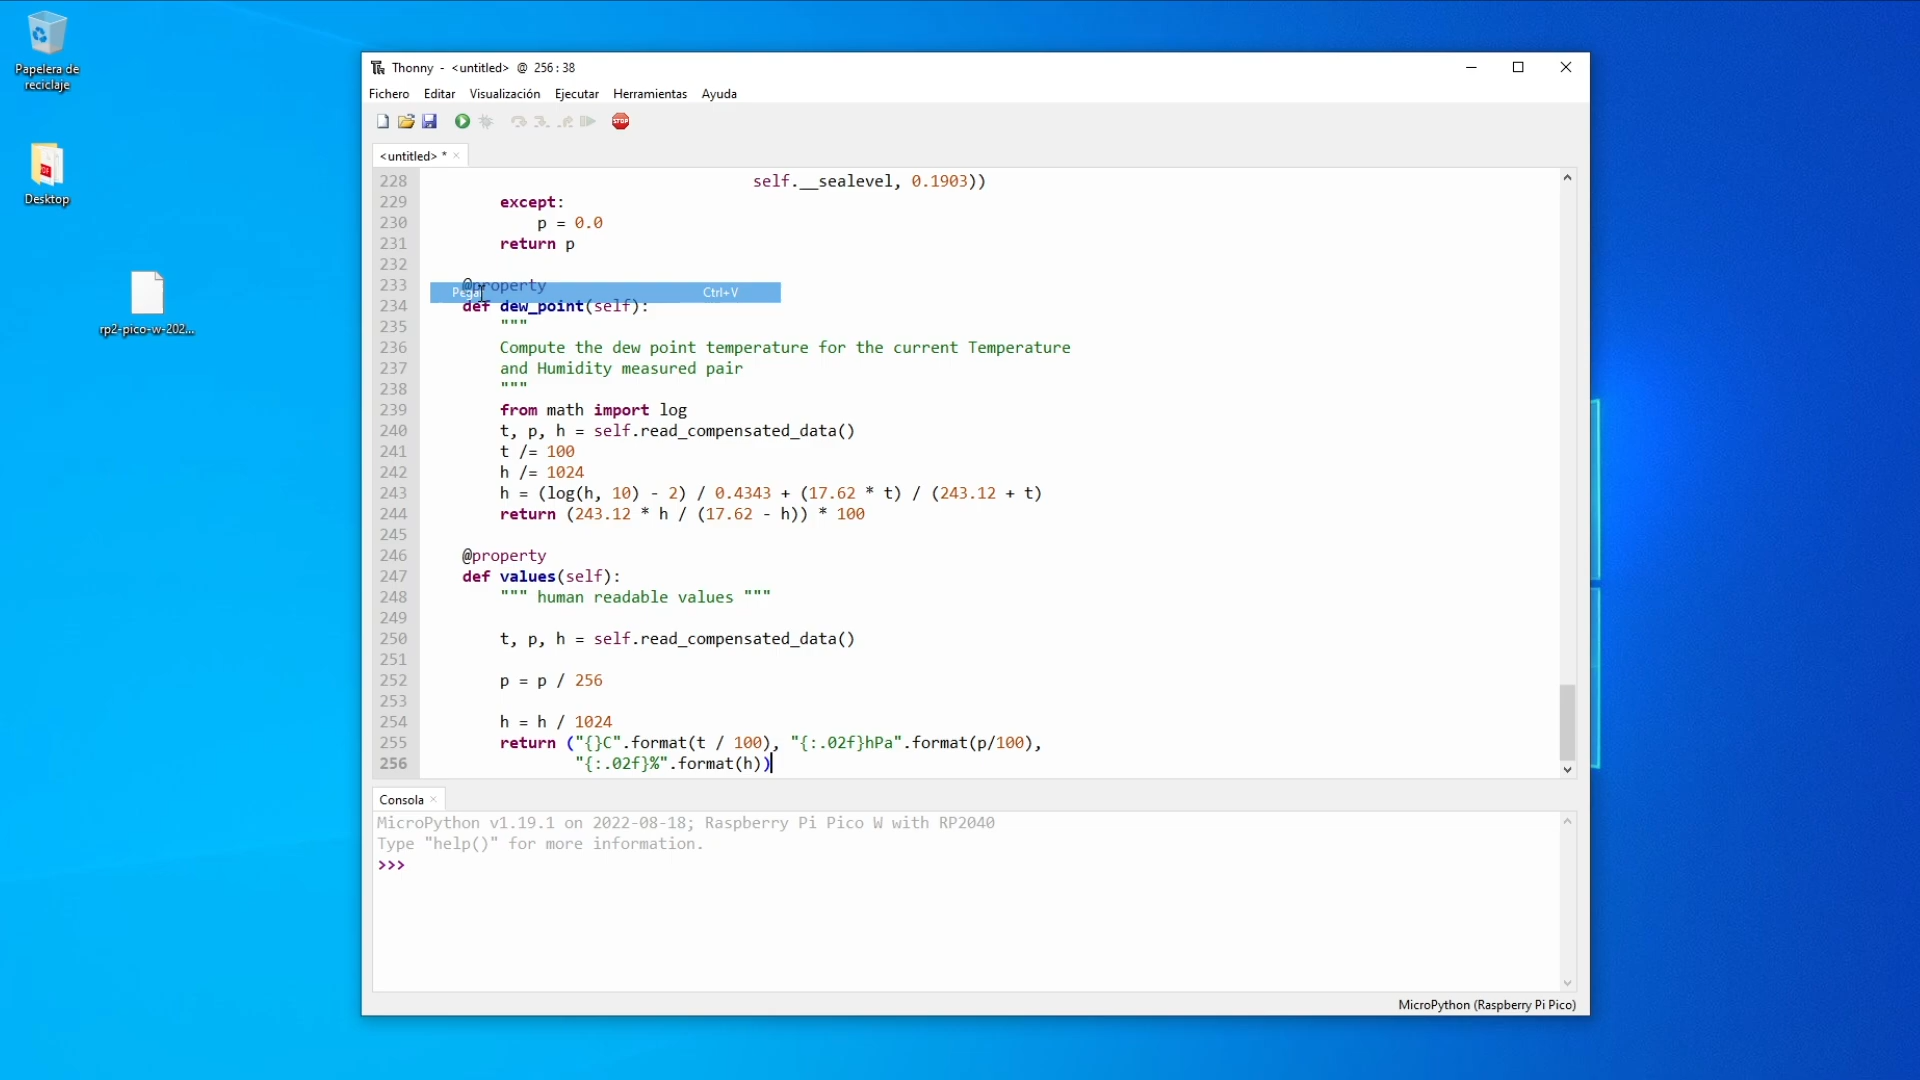 Papelera de
reciclaje
Desktop
rp2-pico-w-202...
Thonny - <untitled> @ 256:38
Fichero Editar Visualización Ejecutar Herramientas Ayuda
STOP
<untitled> *
228 self.__sealevel, 0.1903))
229 except:
230 p = 0.0
231 return p
232
233 @property
Pegar Ctrl+V
234 def dew_point(self):
235 """
236 Compute the dew point temperature for the current Temperature
237 and Humidity measured pair
238 """
239 from math import log
240 t, p, h = self.read_compensated_data()
241 t /= 100
242 h /= 1024
243 h = (log(h, 10) - 2) / 0.4343 + (17.62 * t) / (243.12 + t)
244 return (243.12 * h / (17.62 - h)) * 100
245
246 @property
247 def values(self):
248 """ human readable values """
249
250 t, p, h = self.read_compensated_data()
251
252 p = p / 256
253
254 h = h / 1024
255 return ("{}C".format(t / 100), "{:.02f}hPa".format(p/100),
256 "{:.02f}%".format(h))
Consola
MicroPython v1.19.1 on 2022-08-18; Raspberry Pi Pico W with RP2040
Type "help()" for more information.
>>>
MicroPython (Raspberry Pi Pico)